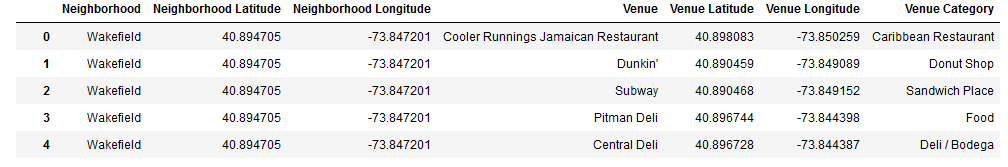 Neighborhood Neighborhood Latitude Neighborhood Longitude Venue Venue Latitude Venue Longitude Venue Category
0 Wakefield 40.894705 -73.847201 Cooler Runnings Jamaican Restaurant 40.898083 -73.850259 Caribbean Restaurant
1 Wakefield 40.894705 -73.847201 Dunkin' 40.890459 -73.849089 Donut Shop
2 Wakefield 40.894705 -73.847201 Subway 40.890468 -73.849152 Sandwich Place
3 Wakefield 40.894705 -73.847201 Pitman Deli 40.896744 -73.844398 Food
4 Wakefield 40.894705 -73.847201 Central Deli 40.896728 -73.844387 Deli / Bodega